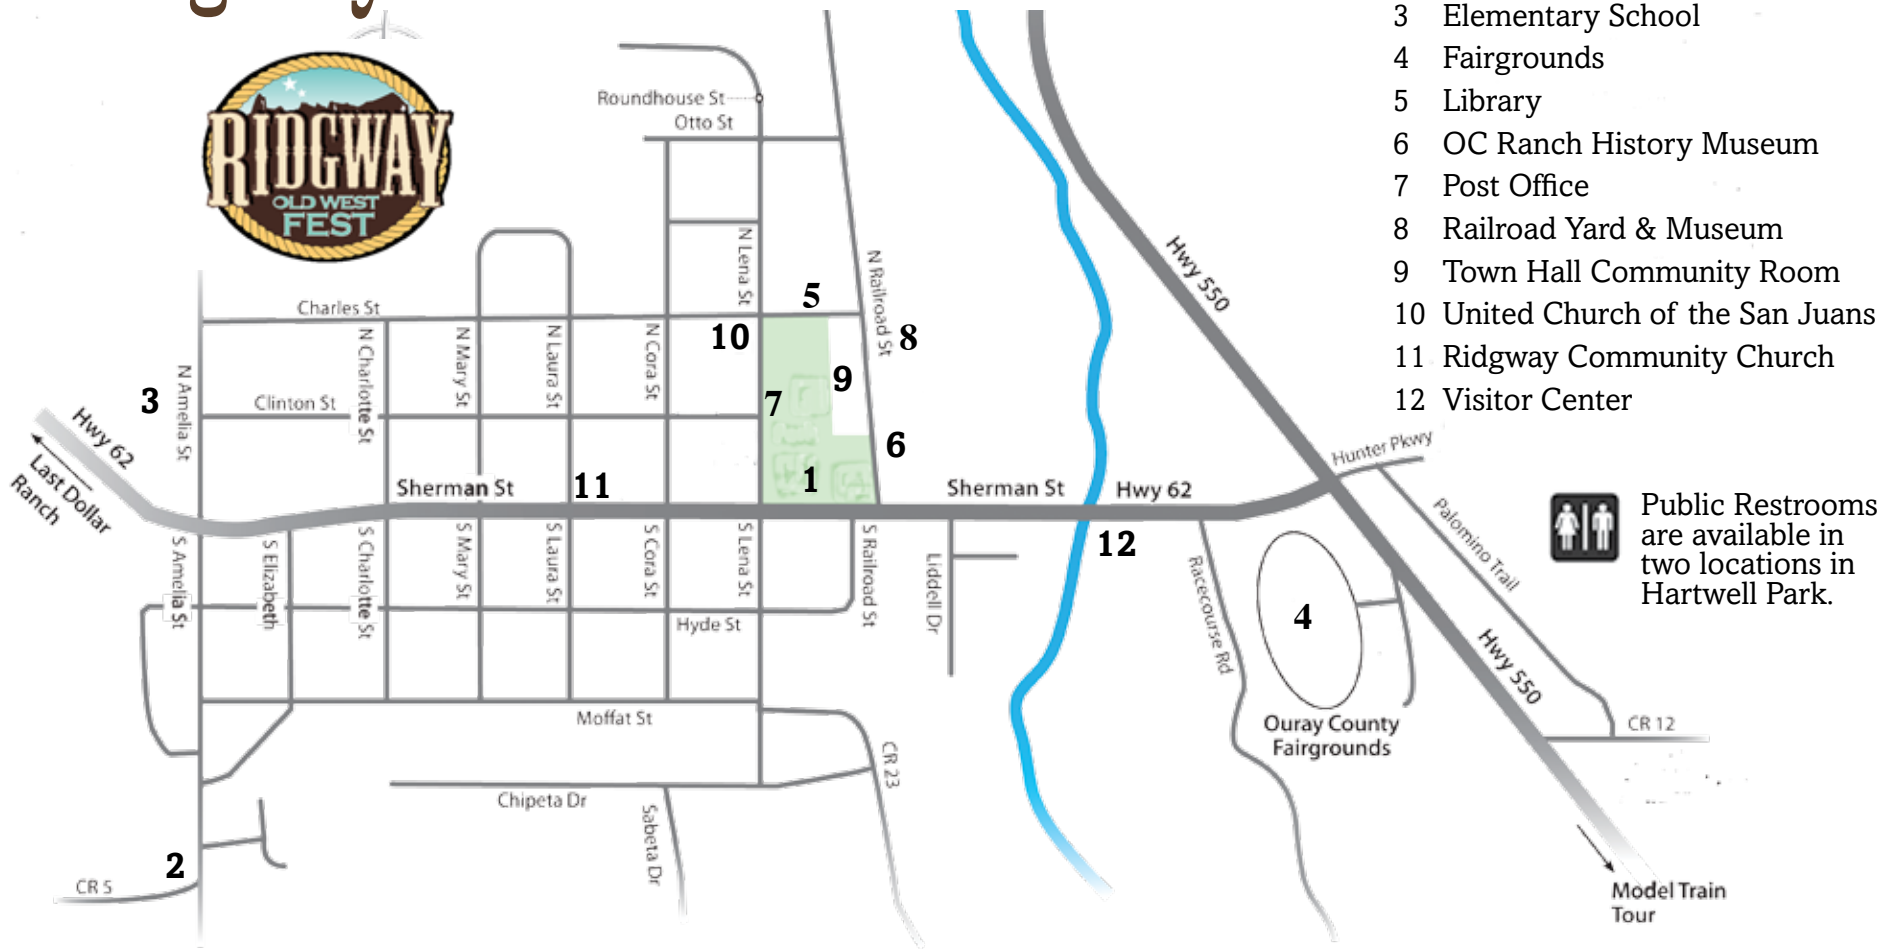 RIDGWAY
OLD WEST
FEST
3 Elementary School
4 Fairgrounds
5 Library
6 OC Ranch History Museum
7 Post Office
8 Railroad Yard & Museum
9 Town Hall Community Room
10 United Church of the San Juans
11 Ridgway Community Church
12 Visitor Center
Public Restrooms
are available in
two locations in
Hartwell Park.
Roundhouse St
Otto St
N Lena St
N Railroad St
Hwy 550
Charles St
5
10
8
N Charlotte St
N Mary St
N Laura St
N Cora St
N Amelia St
3
Clinton St
9
7
6
Hwy 62
Last Dollar
Ranch
Sherman St
11
1
Sherman St
Hwy 62
Hunter Pkwy
Palomino Trail
12
S Amelia St
S Elizabeth
S Charlotte St
S Mary St
S Laura St
S Cora St
S Lena St
S Railroad St
Liddell Dr
Racecourse Rd
4
Hyde St
Hwy 550
Moffat St
Ouray County
Fairgrounds
CR 12
CR 23
Chipeta Dr
Sabeta Dr
2
CR 5
Model Train
Tour